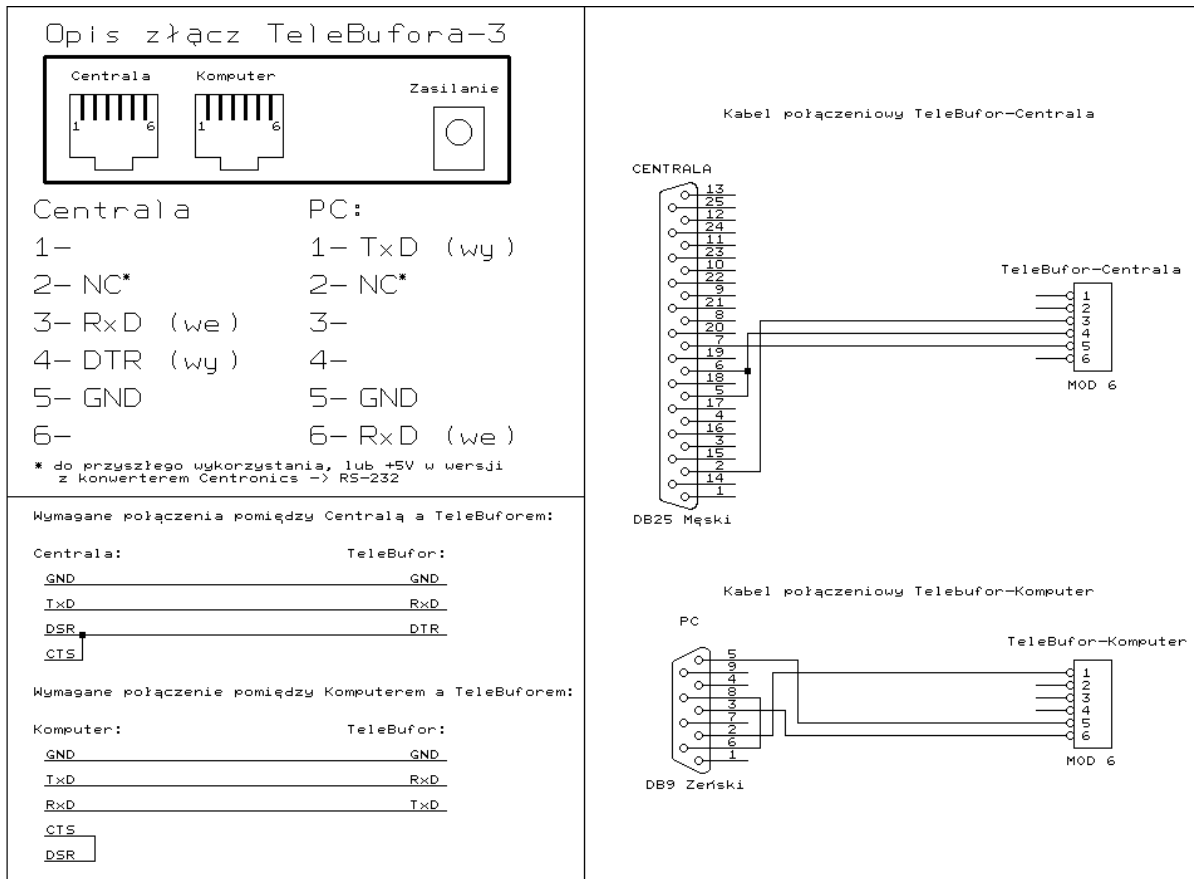 Opis złącz TeleBufora-3
Centrala Komputer
Zasilanie
1 6 1 6
Centrala PC:
1- 1- TxD (wy)
2- NC* 2- NC*
3- RxD (we) 3-
4- DTR (wy) 4-
5- GND 5- GND
6- 6- RxD (we)
* do przyszłego wykorzystania, lub +5V w wersji
z konwerterem Centronics -> RS-232
Wymagane połączenia pomiędzy Centralą a TeleBuforem:
Centrala: TeleBufor:
GND GND
TxD RxD
DSR DTR
CTS
Wymagane połączenie pomiędzy Komputerem a TeleBuforem:
Komputer: TeleBufor:
GND GND
TxD RxD
RxD TxD
CTS
DSR
Kabel połączeniowy TeleBufor-Centrala
CENTRALA
13
25
12
24
11
23
10
22
9
21
8
20
7
19
6
18
5
17
4
16
3
15
2
14
1
DB25 Męski
TeleBufor-Centrala
1
2
3
4
5
6
MOD 6
Kabel połączeniowy Telebufor-Komputer
PC
5
9
4
8
3
7
2
6
1
DB9 Zeński
TeleBufor-Komputer
1
2
3
4
5
6
MOD 6